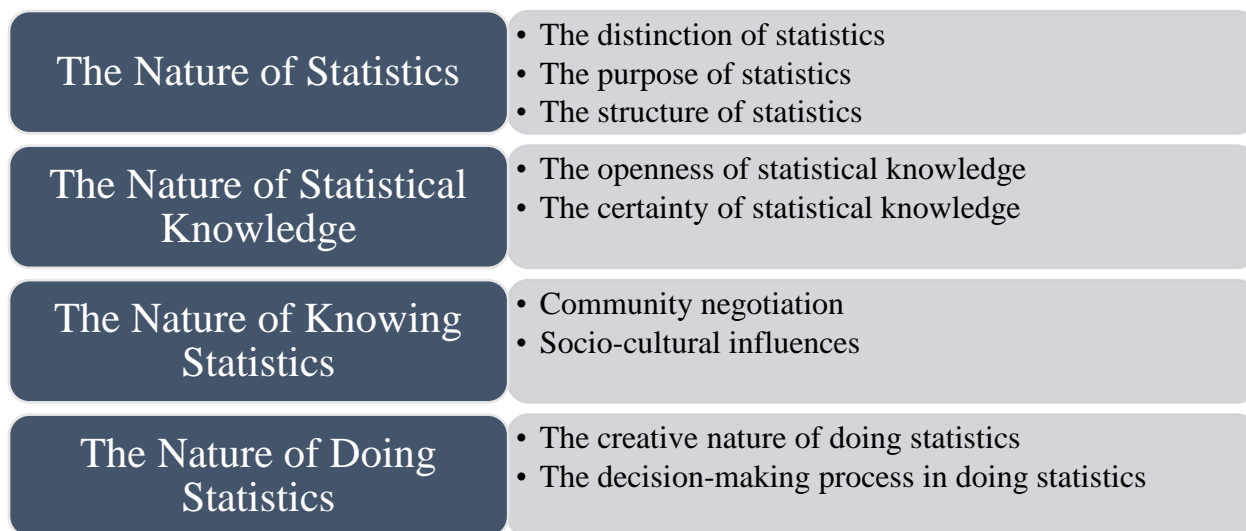 The Nature of Statistics
• The distinction of statistics
• The purpose of statistics
• The structure of statistics
The Nature of Statistical
Knowledge
• The openness of statistical knowledge
• The certainty of statistical knowledge
The Nature of Knowing
Statistics
• Community negotiation
• Socio-cultural influences
The Nature of Doing
Statistics
• The creative nature of doing statistics
• The decision-making process in doing statistics